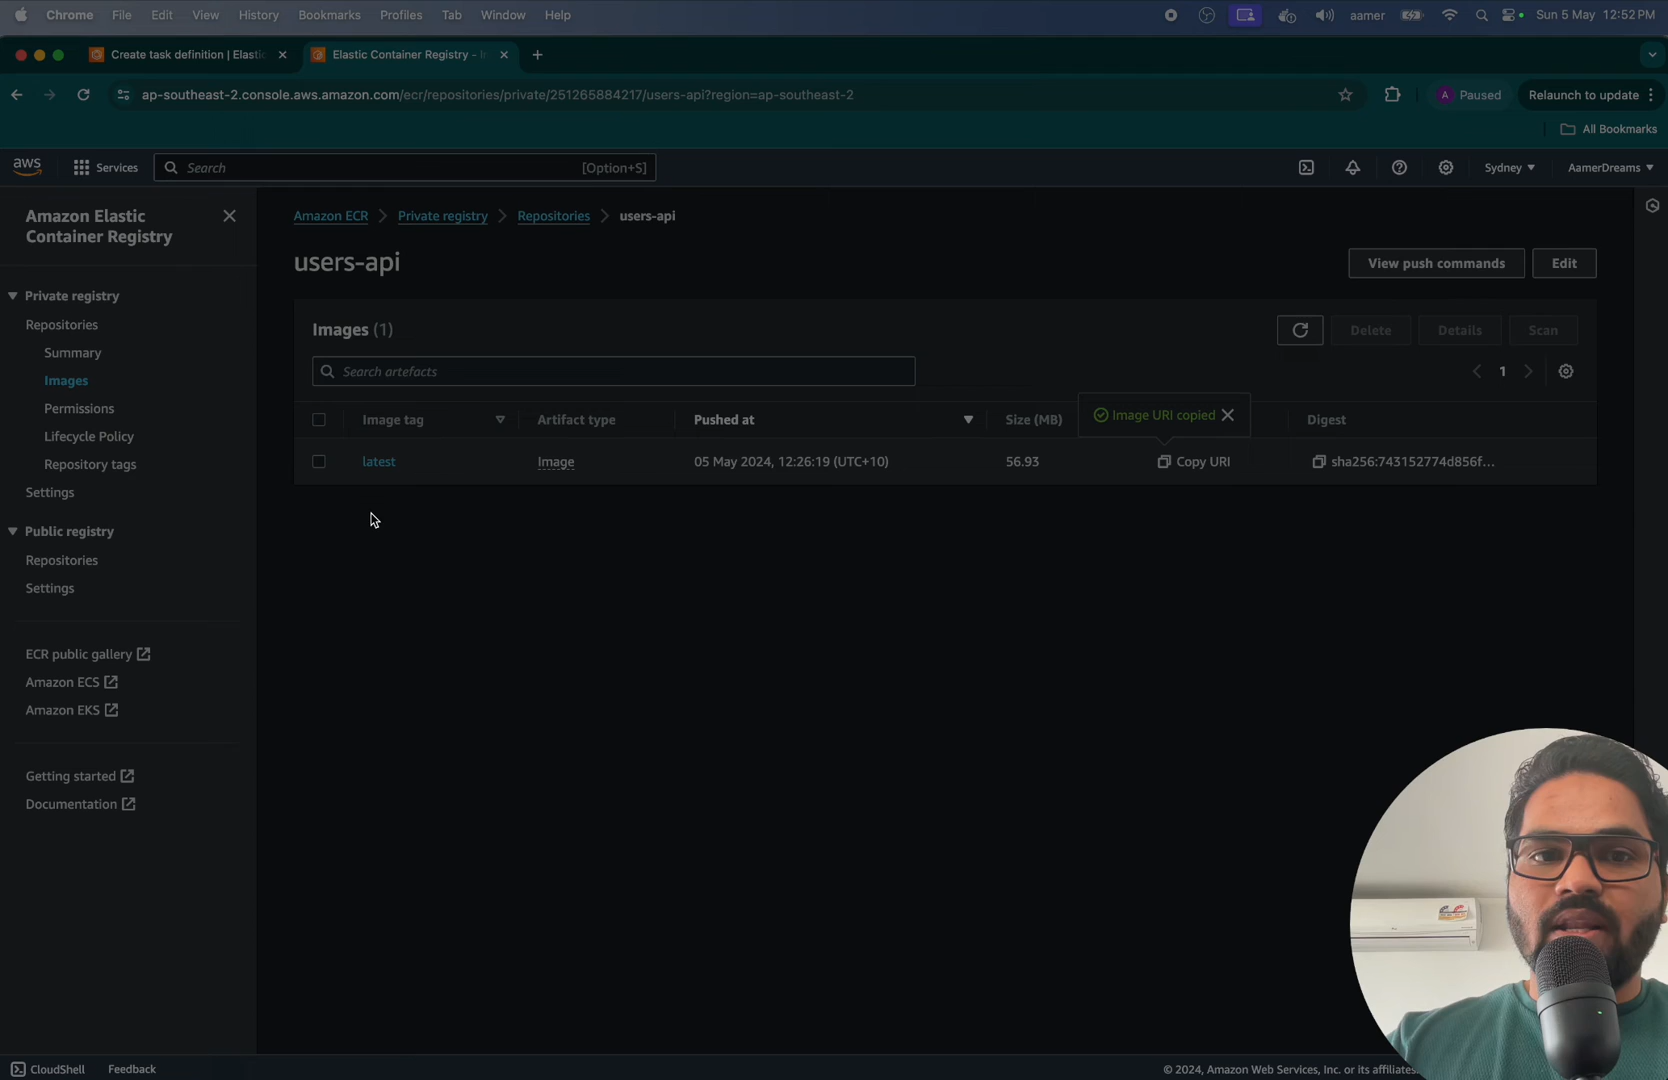 Chrome File Edit View History Bookmarks Profiles Tab Window Help
aamer Sun 5 May 12:52 PM
Create task definition | Elastic
Elastic Container Registry - I
ap-southeast-2.console.aws.amazon.com/ecr/repositories/private/251265884217/users-api?region=ap-southeast-2
A Paused
Relaunch to update
All Bookmarks
aws
Services
Search
[Option+S]
Sydney
AamerDreams
Amazon Elastic
Container Registry
Private registry
Repositories
Summary
Images
Permissions
Lifecycle Policy
Repository tags
Settings
Public registry
Repositories
Settings
ECR public gallery
Amazon ECS
Amazon EKS
Getting started
Documentation
Amazon ECR > Private registry > Repositories > users-api
users-api
View push commands
Edit
Images (1)
Delete
Details
Scan
Search artefacts
1
Image tag
Artifact type
Pushed at
Size (MB)
Image URI copied
Digest
latest
Image
05 May 2024, 12:26:19 (UTC+10)
56.93
Copy URI
sha256:743152774d856f...
CloudShell
Feedback
© 2024, Amazon Web Services, Inc. or its affiliates.